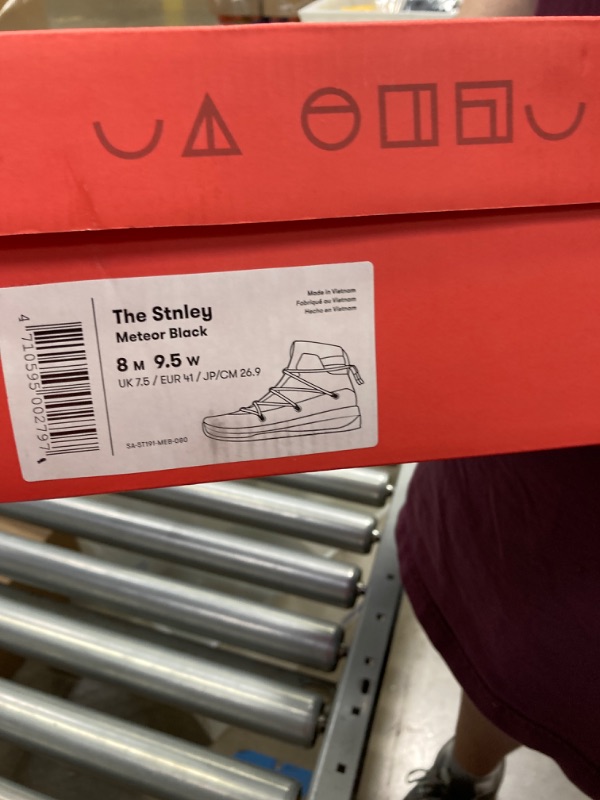 The Stnley
Meteor Black
8 M 9.5 W
UK 7.5 / EUR 41 / JP/CM 26.9
SA-ST191-MEB-080
Made in Vietnam
Fabriqué au Vietnam
Hecho en Vietnam
4 710595 002797